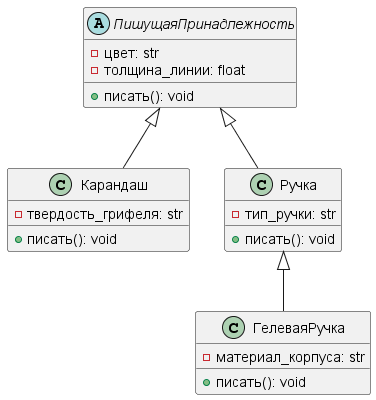 A ПишущаяПринадлежность
цвет: str
толщина_линии: float
писать(): void
C Карандаш
твердость_грифеля: str
писать(): void
C Ручка
тип_ручки: str
писать(): void
C ГелеваяРучка
материал_корпуса: str
писать(): void